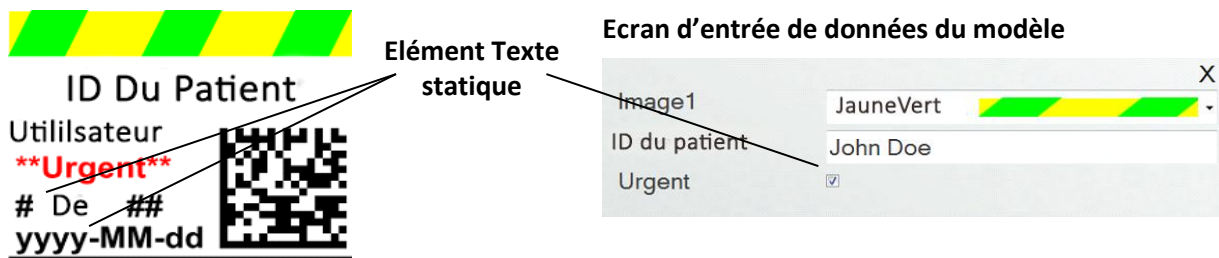 ID Du Patient
Utililsateur
**Urgent**
# De ##
yyyy-MM-dd
Elément Texte
statique
Ecran d’entrée de données du modèle
X
Image1 JauneVert
ID du patient John Doe
Urgent